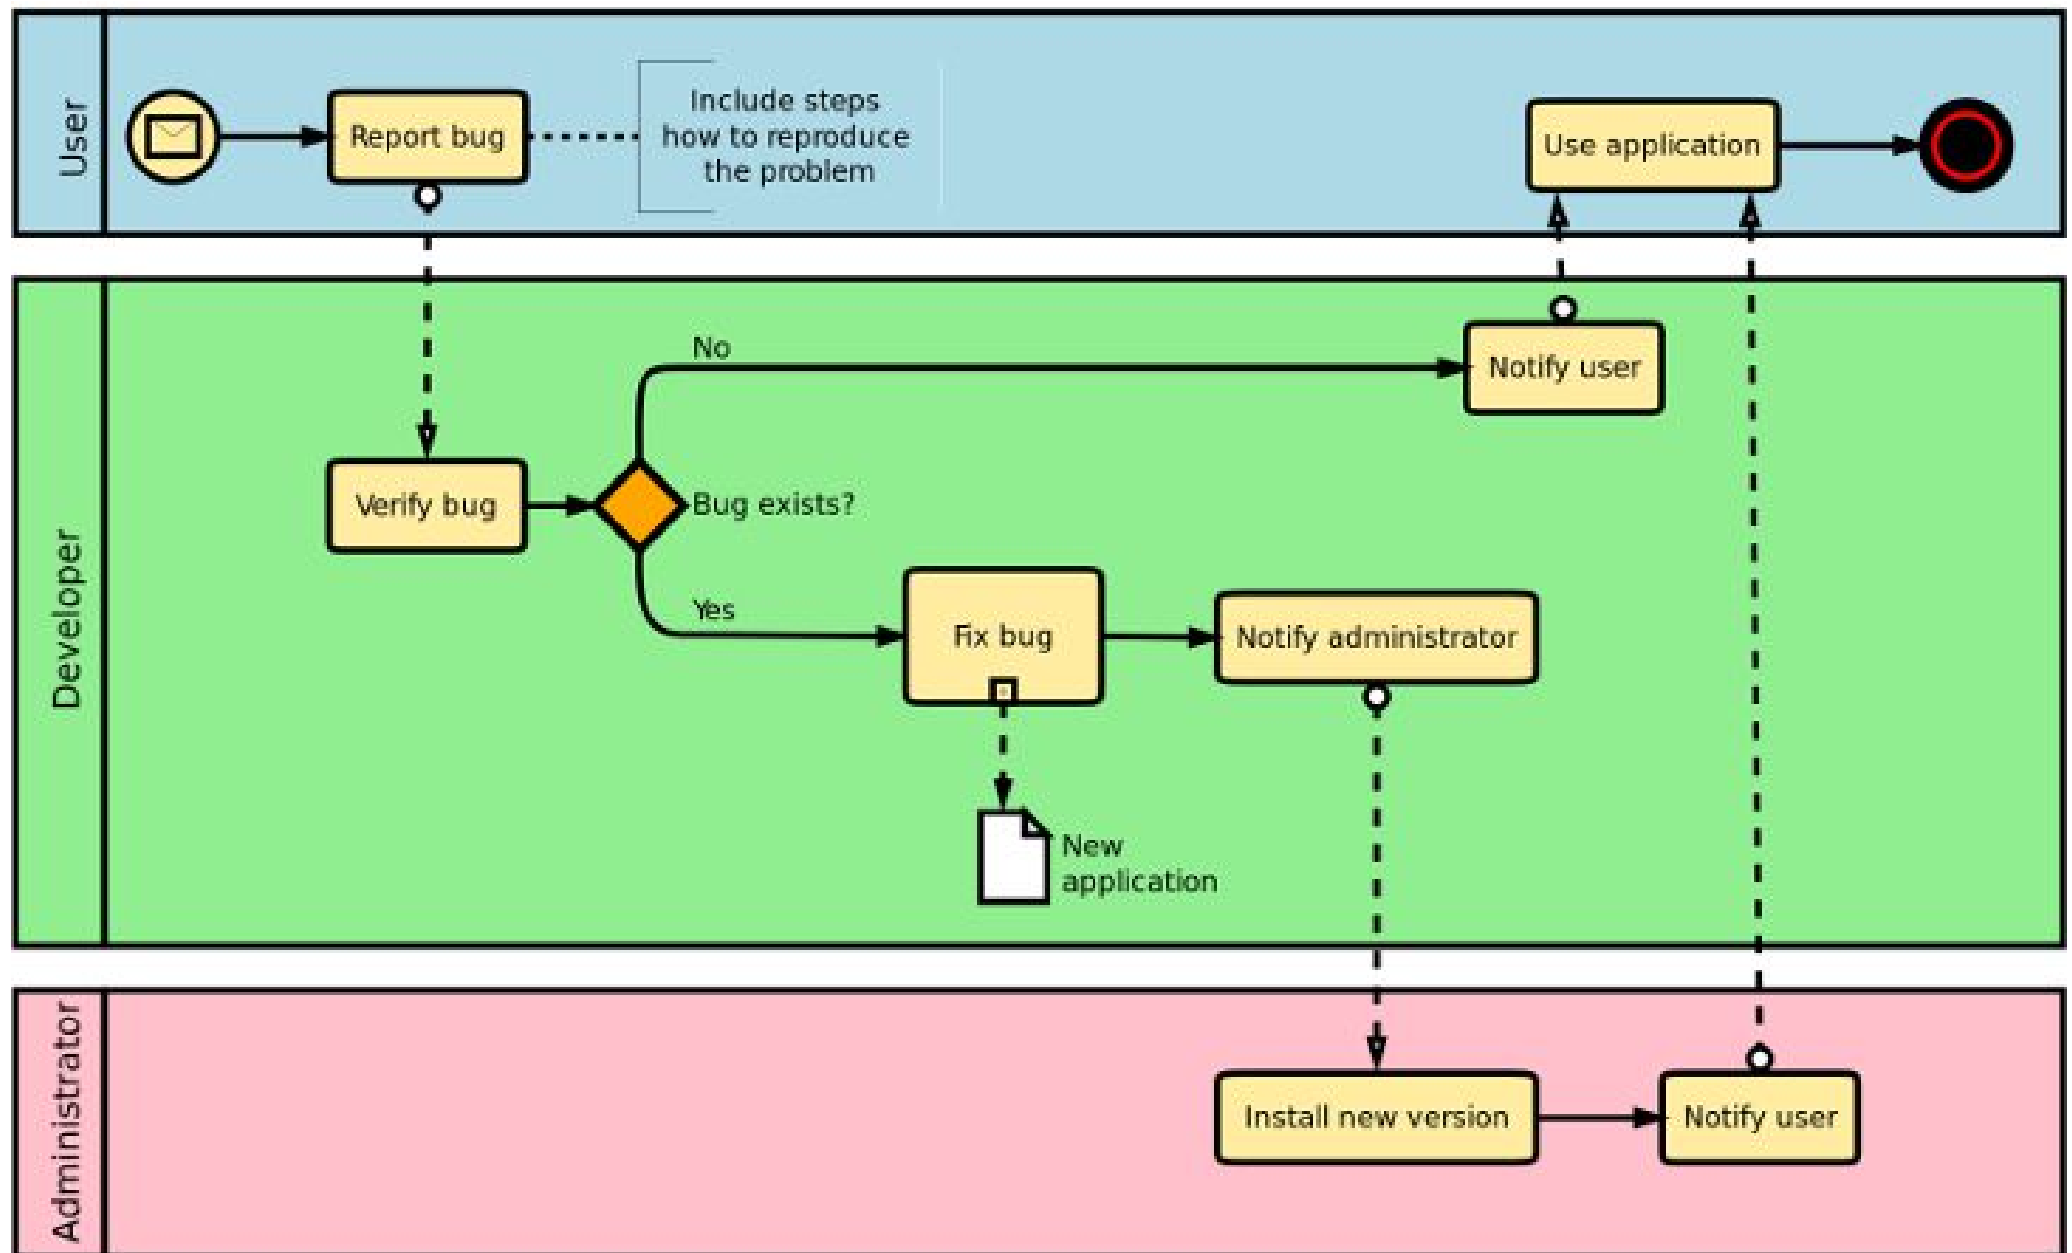 User
Report bug
Include steps
how to reproduce
the problem
Use application
Developer
No
Notify user
Verify bug
Bug exists?
Yes
Fix bug
Notify administrator
New
application
Administrator
Install new version
Notify user